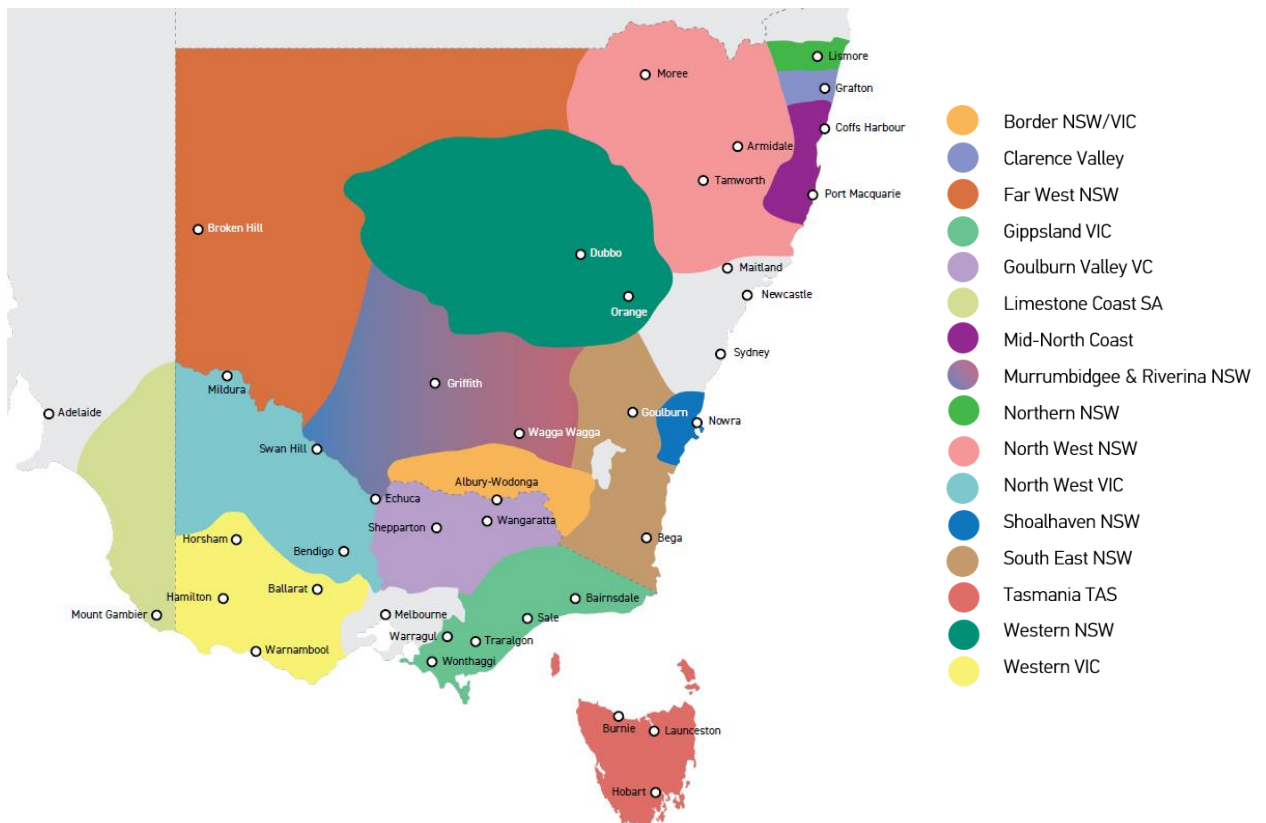 Lismore
Moree
Grafton
Coffs Harbour
Armidale
Tamworth
Port Macquarie
Broken Hill
Dubbo
Maitland
Newcastle
Orange
Sydney
Mildura
Griffith
Adelaide
Goulburn
Nowra
Wagga Wagga
Swan Hill
Albury-Wodonga
Echuca
Shepparton
Wangaratta
Horsham
Bendigo
Bega
Ballarat
Hamilton
Bairnsdale
Mount Gambier
Melbourne
Sale
Warragul
Traralgon
Warnambool
Wonthaggi
Burnie
Launceston
Hobart
Border NSW/VIC
Clarence Valley
Far West NSW
Gippsland VIC
Goulburn Valley VC
Limestone Coast SA
Mid-North Coast
Murrumbidgee & Riverina NSW
Northern NSW
North West NSW
North West VIC
Shoalhaven NSW
South East NSW
Tasmania TAS
Western NSW
Western VIC